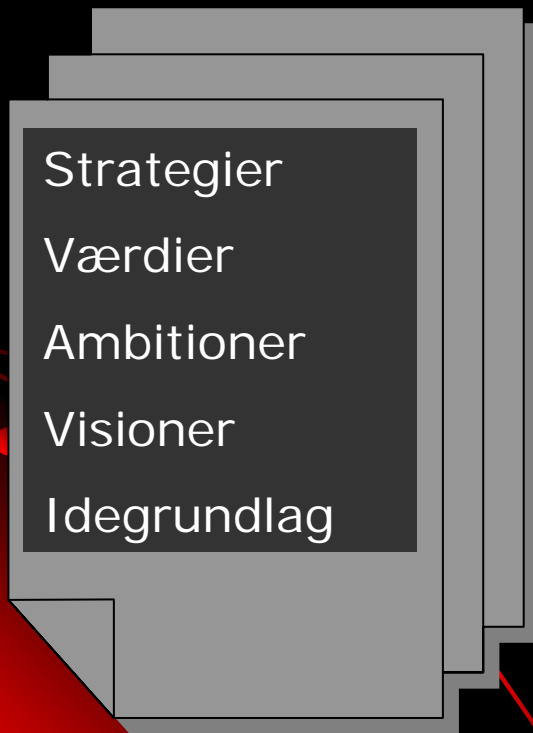 Strategier
Værdier
Ambitioner
Visioner
Idegrundlag